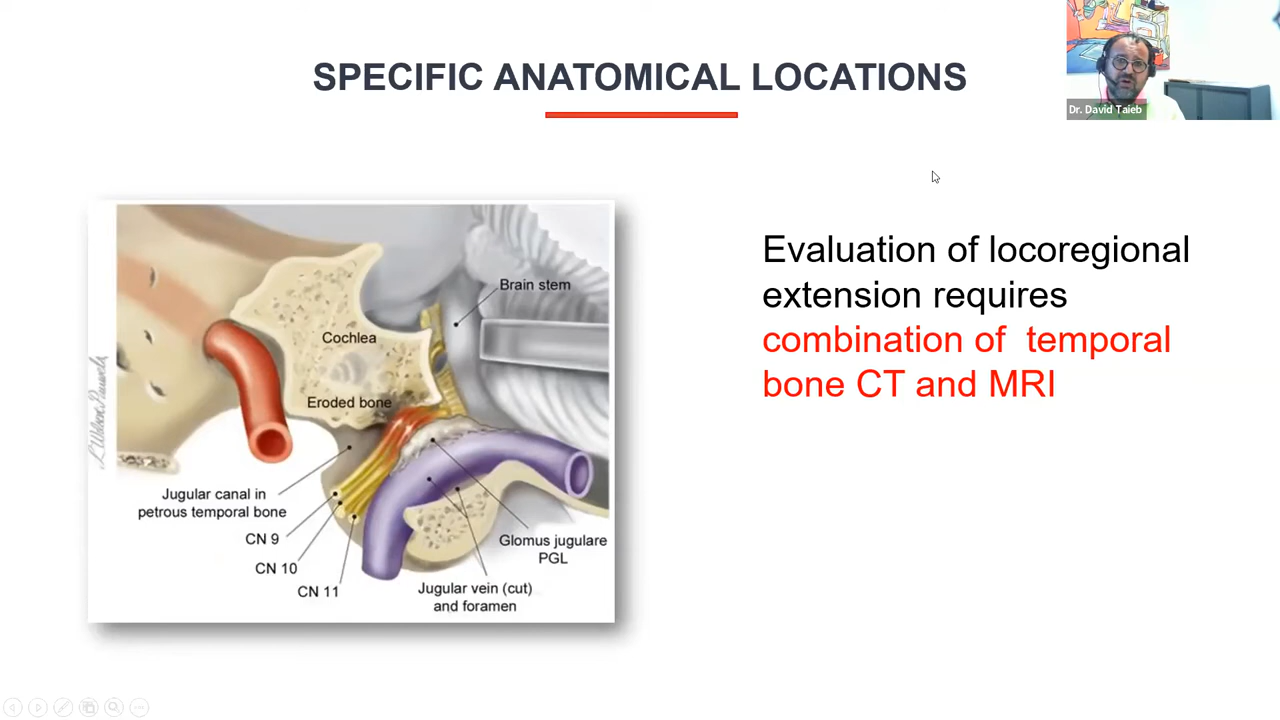 SPECIFIC ANATOMICAL LOCATIONS
Dr. David Taieb
Brain stem
Cochlea
Eroded bone
Jugular canal in
petrous temporal bone
CN 9
CN 10
CN 11
Glomus jugulare
PGL
Jugular vein (cut)
and foramen
Evaluation of locoregional
extension requires
combination of temporal
bone CT and MRI